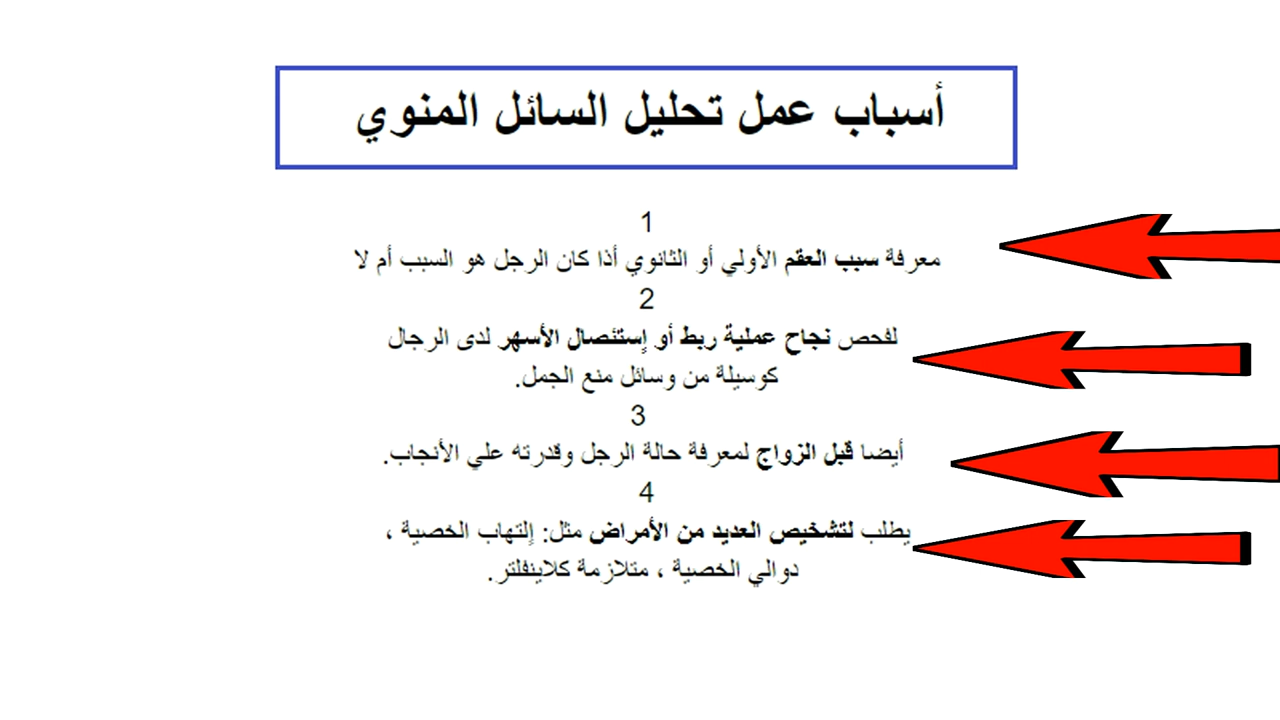 أسباب عمل تحليل السائل المنوي
1
معرفة سبب العقم الأولي أو الثانوي أذا كان الرجل هو السبب أم لا
2
لفحص نجاح عملية ربط أو إستئصال الأسهر لدى الرجال
كوسيلة من وسائل منع الجمل.
3
أيضا قبل الزواج لمعرفة حالة الرجل وقدرته علي الأنجاب.
4
يطلب لتشخيص العديد من الأمراض مثل: إلتهاب الخصية ،
دوالي الخصية ، متلازمة كلاينفلتر.